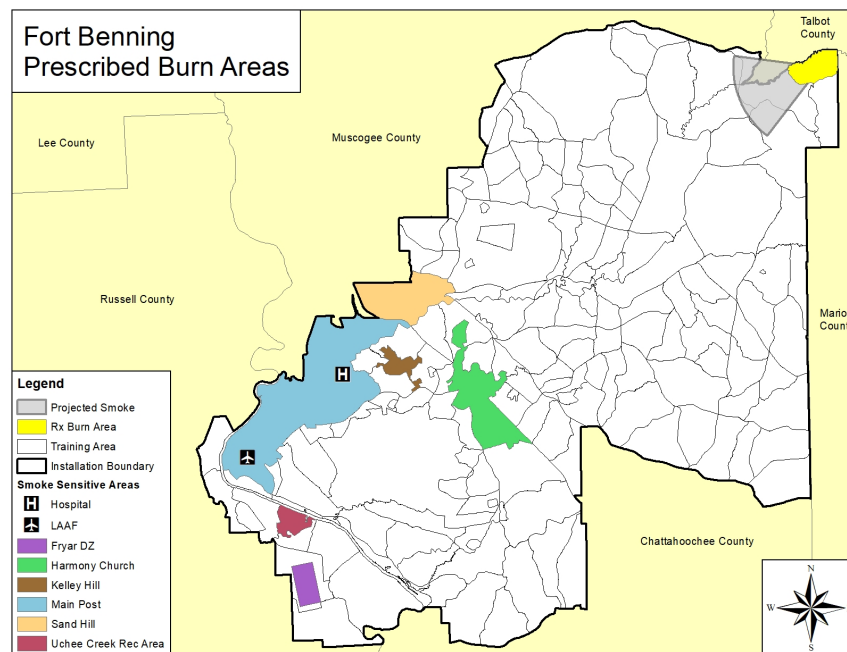 Fort Benning
Prescribed Burn Areas
Talbot
County
Lee County
Muscogee County
Russell County
Mario
County
Chattahoochee County
Legend
Projected Smoke
Rx Burn Area
Training Area
Installation Boundary
Smoke Sensitive Areas
H
Hospital
LAAF
Fryar DZ
Harmony Church
Kelley Hill
Main Post
Sand Hill
Uchee Creek Rec Area
H
N
W
E
S